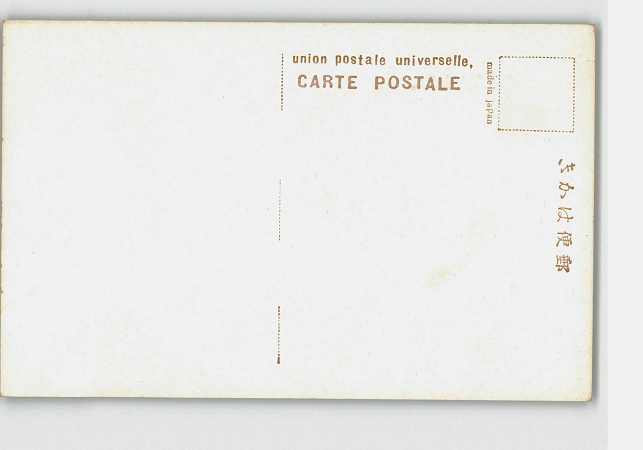 union postale universelle,
CARTE POSTALE
made in japan
きかは便郵